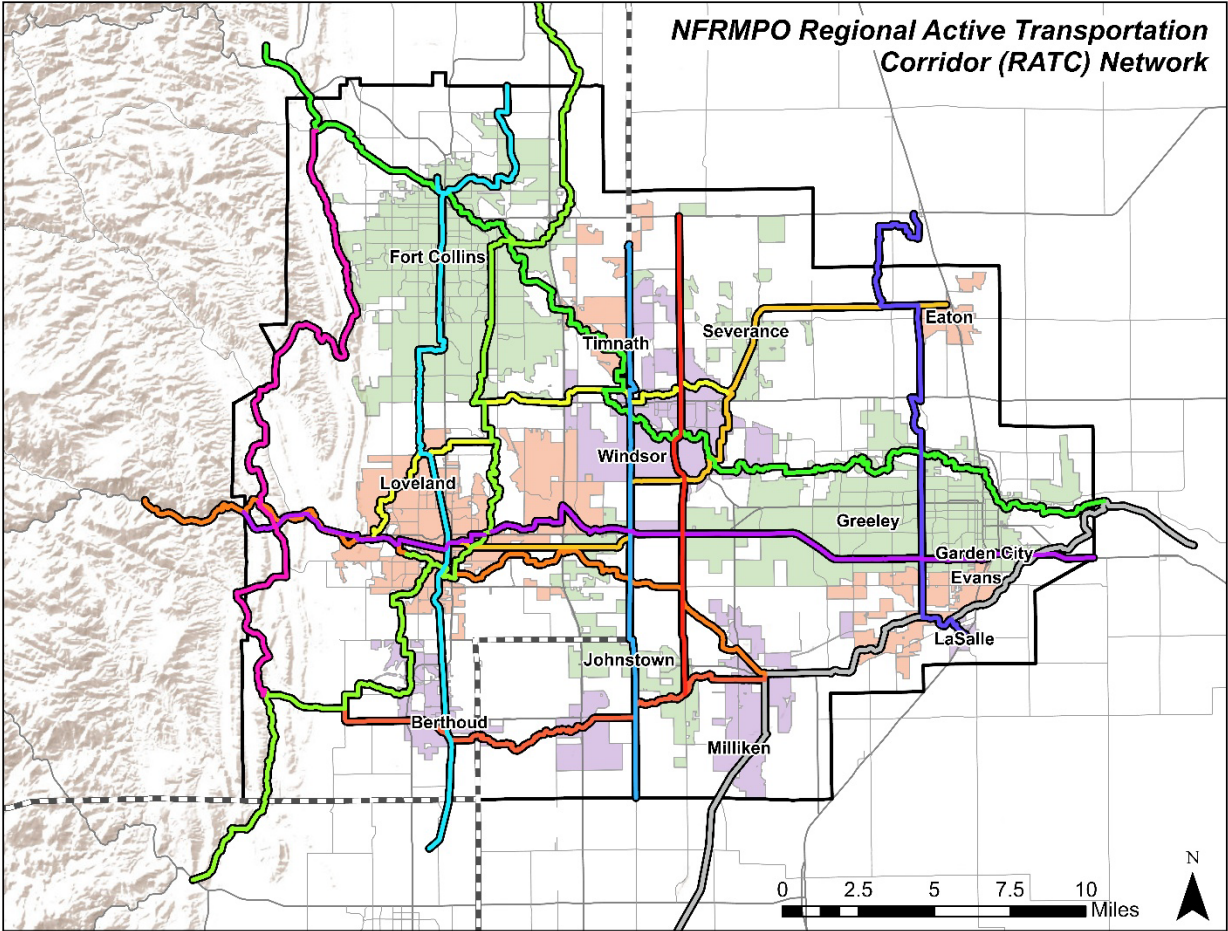 NFRMPO Regional Active Transportation
Corridor (RATC) Network
Fort Collins
Eaton
Severance
Timnath
Windsor
Loveland
Greeley
Garden City
Evans
LaSalle
Johnstown
Berthoud
Milliken
N
0 2.5 5 7.5 10
Miles